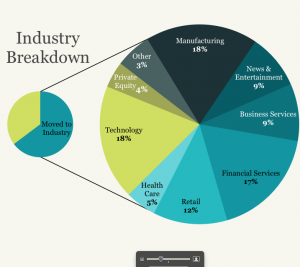 Industry
Breakdown
Manufacturing
18%
News &
Entertainment
9%
Business Services
9%
Financial Services
17%
Retail
12%
Health
Care
5%
Technology
18%
Private
Equity
4%
Other
3%
Moved to
Industry